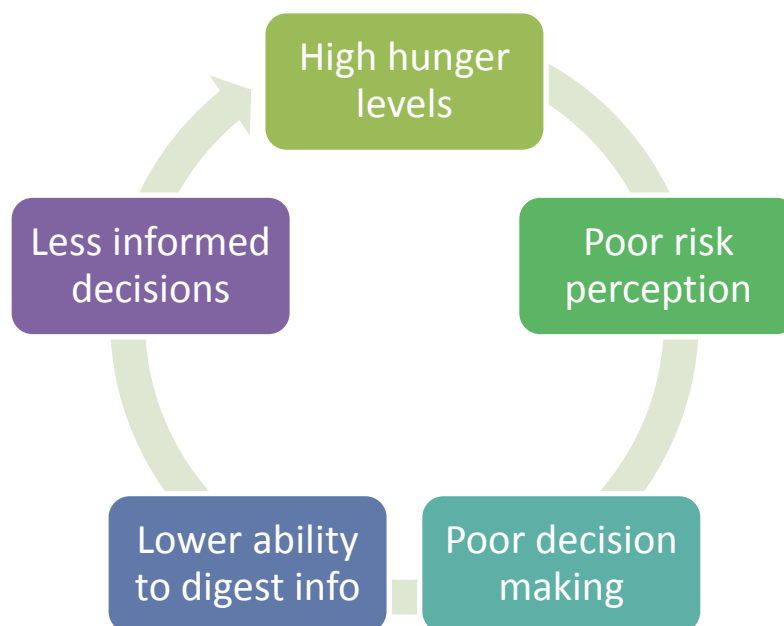 High hunger
levels
Poor risk
perception
Poor decision
making
Lower ability
to digest info
Less informed
decisions